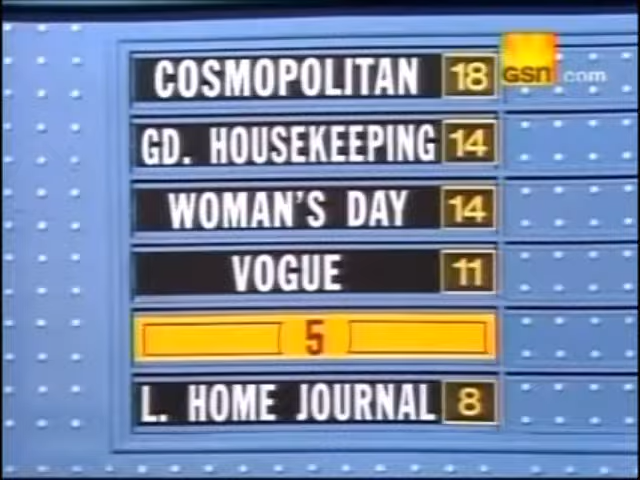 COSMOPOLITAN 18
GSN.com
GD. HOUSEKEEPING 14
WOMAN'S DAY 14
VOGUE 11
5
L. HOME JOURNAL 8